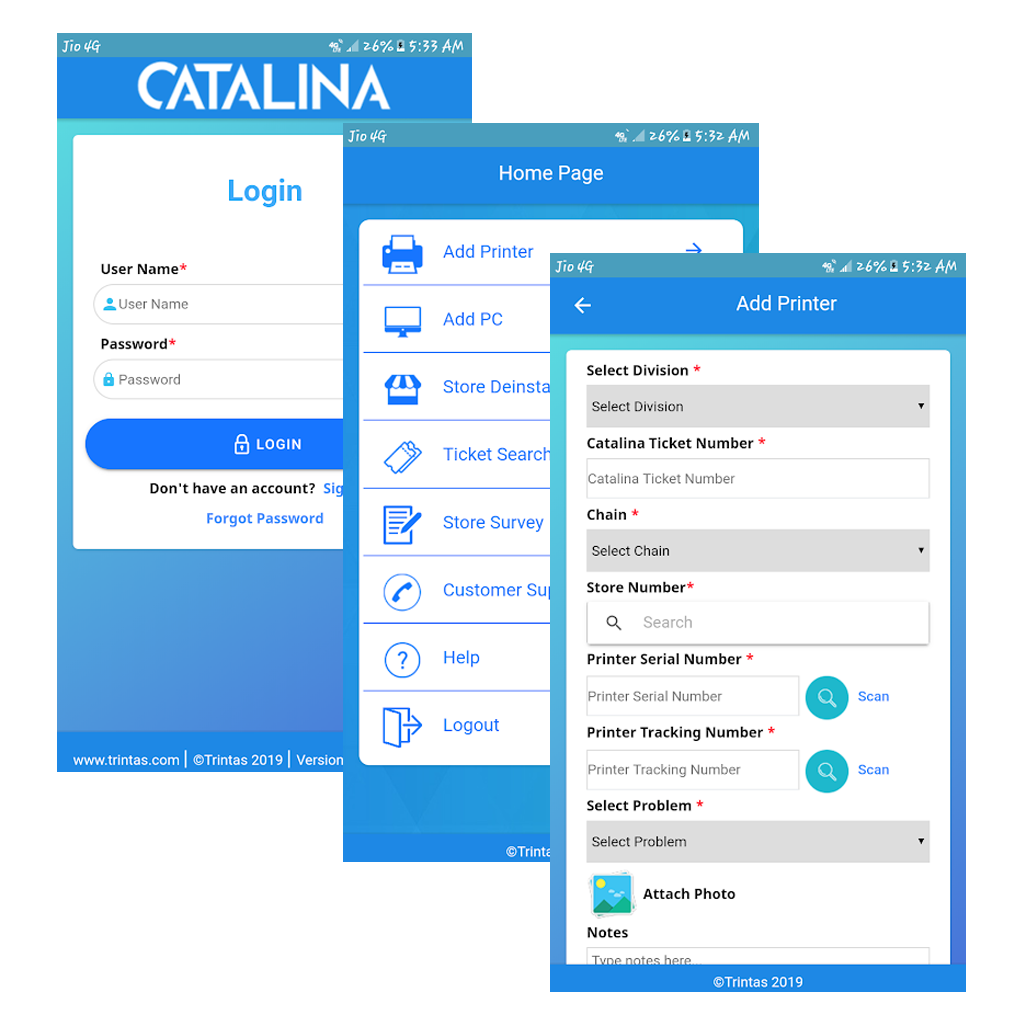 Jio 4G 26% 5:33 AM
CATALINA
Login
User Name*
User Name
Password*
Password
LOGIN
Don't have an account? Sig
Forgot Password
www.trintas.com | ©Trintas 2019 | Version
Jio 4G 26% 5:32 AM
Home Page
Add Printer
Add PC
Store Deinsta
Ticket Search
Store Survey
Customer Sup
Help
Logout
©Trinta
Jio 4G 26% 5:32 AM
Add Printer
Select Division *
Select Division
Catalina Ticket Number *
Catalina Ticket Number
Chain *
Select Chain
Store Number*
Search
Printer Serial Number *
Printer Serial Number Scan
Printer Tracking Number *
Printer Tracking Number Scan
Select Problem *
Select Problem
Attach Photo
Notes
Type notes here...
©Trintas 2019